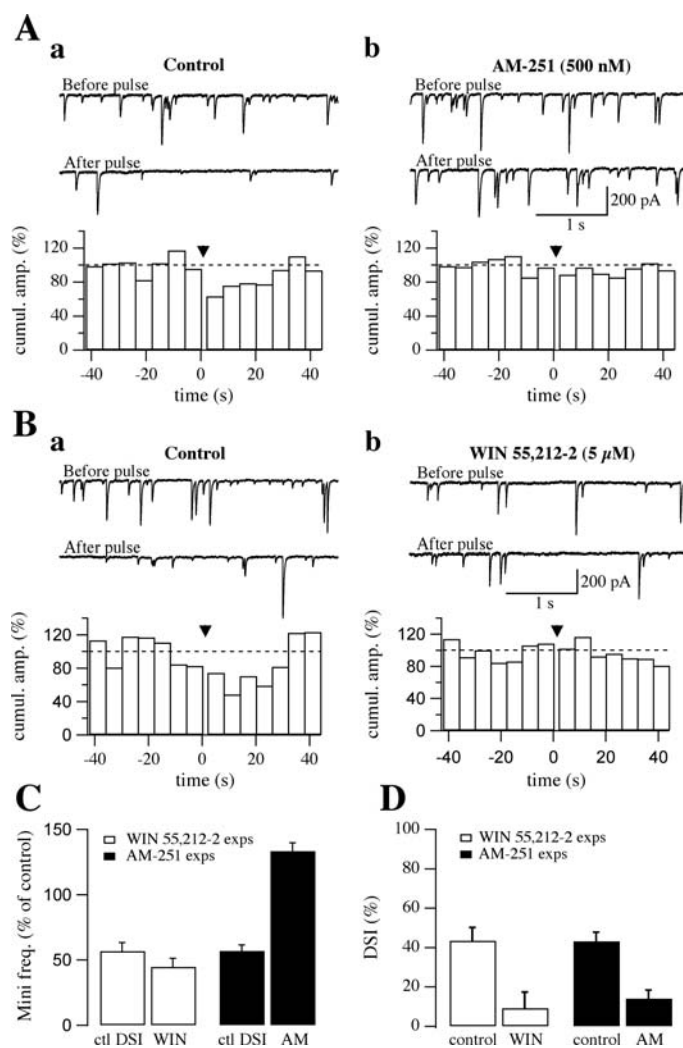 A
a
b
Control
AM-251 (500 nM)
Before pulse
Before pulse
After pulse
After pulse
200 pA
1 s
cumul. amp. (%)
120
80
40
0
-40 -20 0 20 40
time (s)
cumul. amp. (%)
120
80
40
0
-40 -20 0 20 40
time (s)
B
a
b
Control
WIN 55,212-2 (5 µM)
Before pulse
Before pulse
After pulse
After pulse
200 pA
1 s
cumul. amp. (%)
120
80
40
0
-40 -20 0 20 40
time (s)
cumul. amp. (%)
120
80
40
0
-40 -20 0 20 40
time (s)
C
Mini freq. (% of control)
150
100
50
0
WIN 55,212-2 exps
AM-251 exps
ctl DSI WIN ctl DSI AM
D
DSI (%)
100
80
60
40
20
0
WIN 55,212-2 exps
AM-251 exps
control WIN control AM